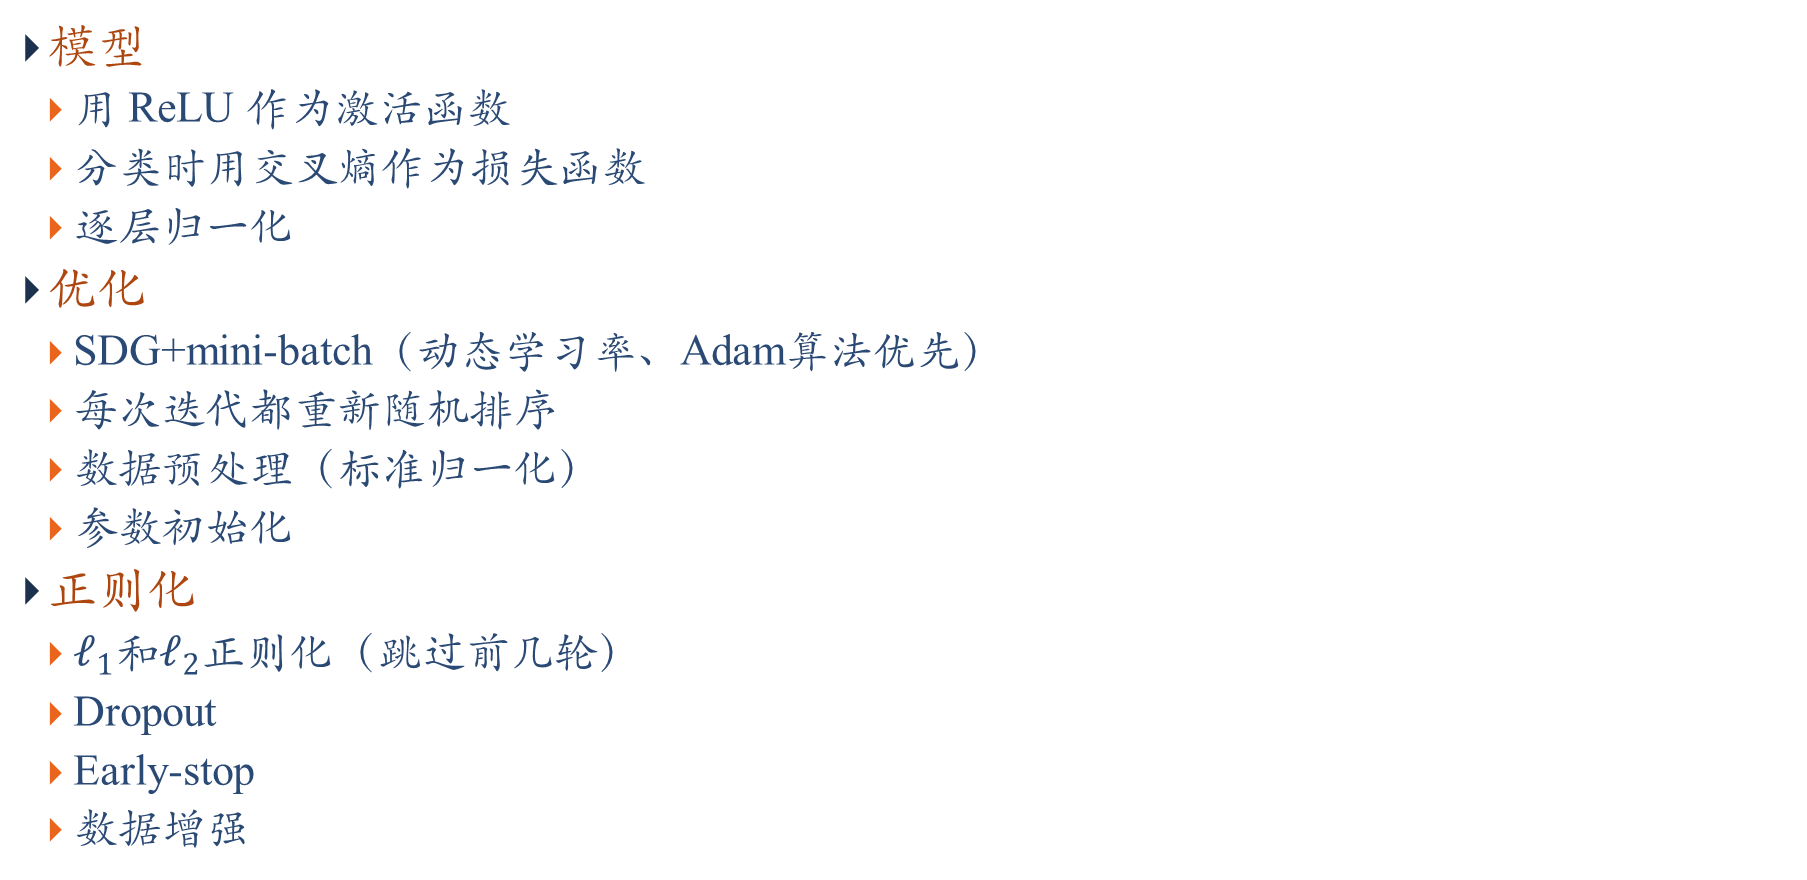 模型
用 ReLU 作为激活函数
分类时用交叉熵作为损失函数
逐层归一化
优化
SDG+mini-batch（动态学习率、Adam算法优先）
每次迭代都重新随机排序
数据预处理（标准归一化）
参数初始化
正则化
ℓ₁和ℓ₂正则化（跳过前几轮）
Dropout
Early-stop
数据增强